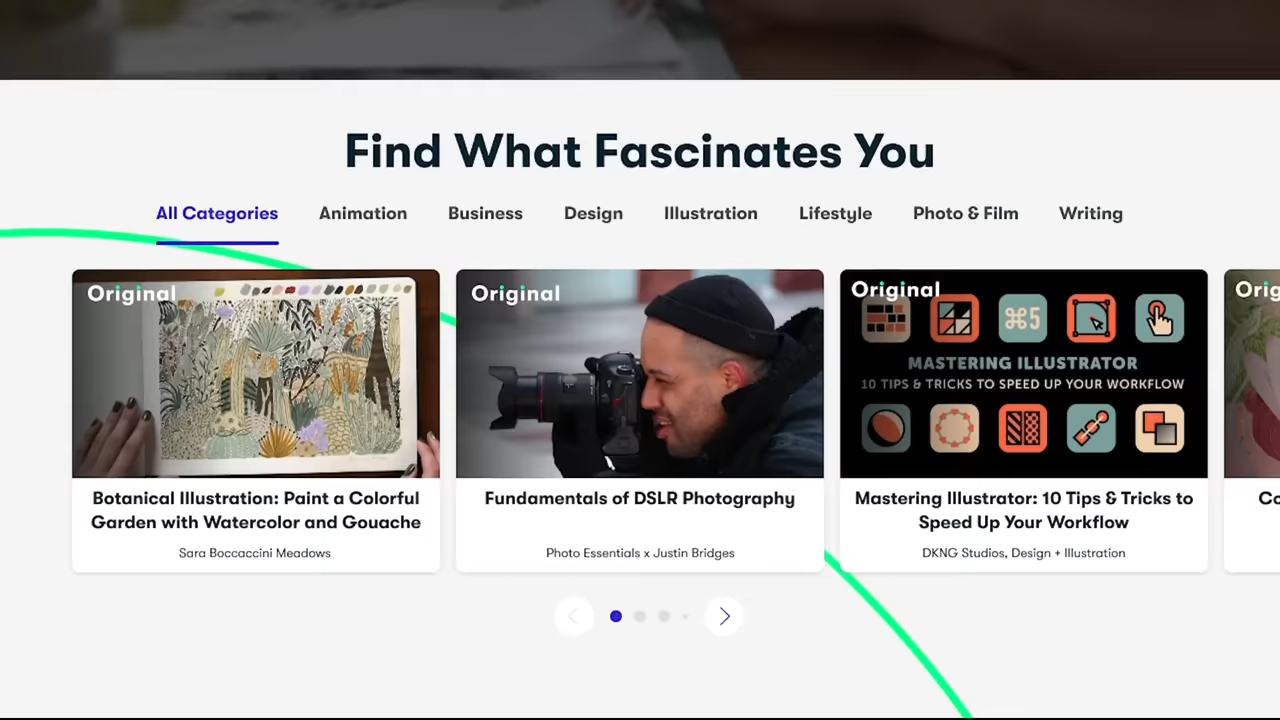 Find What Fascinates You
All Categories Animation Business Design Illustration Lifestyle Photo & Film Writing
Original
Original
Original
⌘5
MASTERING ILLUSTRATOR
10 TIPS & TRICKS TO SPEED UP YOUR WORKFLOW
Botanical Illustration: Paint a Colorful
Garden with Watercolor and Gouache
Sara Boccaccini Meadows
Fundamentals of DSLR Photography
Photo Essentials x Justin Bridges
Mastering Illustrator: 10 Tips & Tricks to
Speed Up Your Workflow
DKNG Studios, Design + Illustration